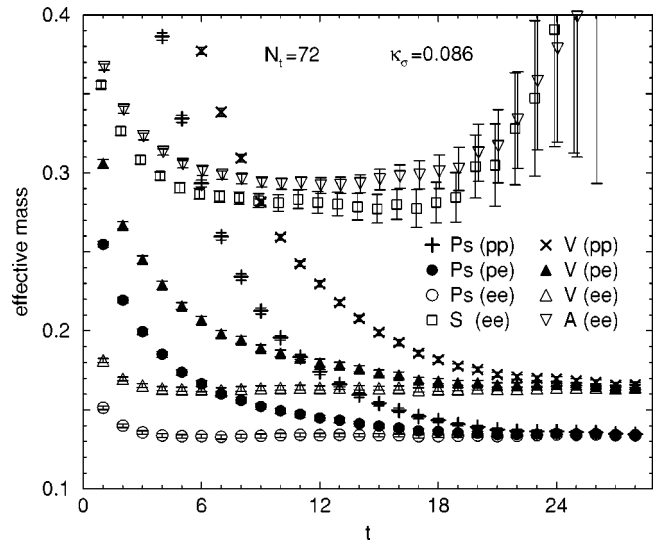 0.4
N_t=72 κ_σ=0.086
0.3
effective mass
Ps (pp) V (pp)
Ps (pe) V (pe)
Ps (ee) V (ee)
S (ee) A (ee)
0.2
0.1
0 6 12 18 24
t